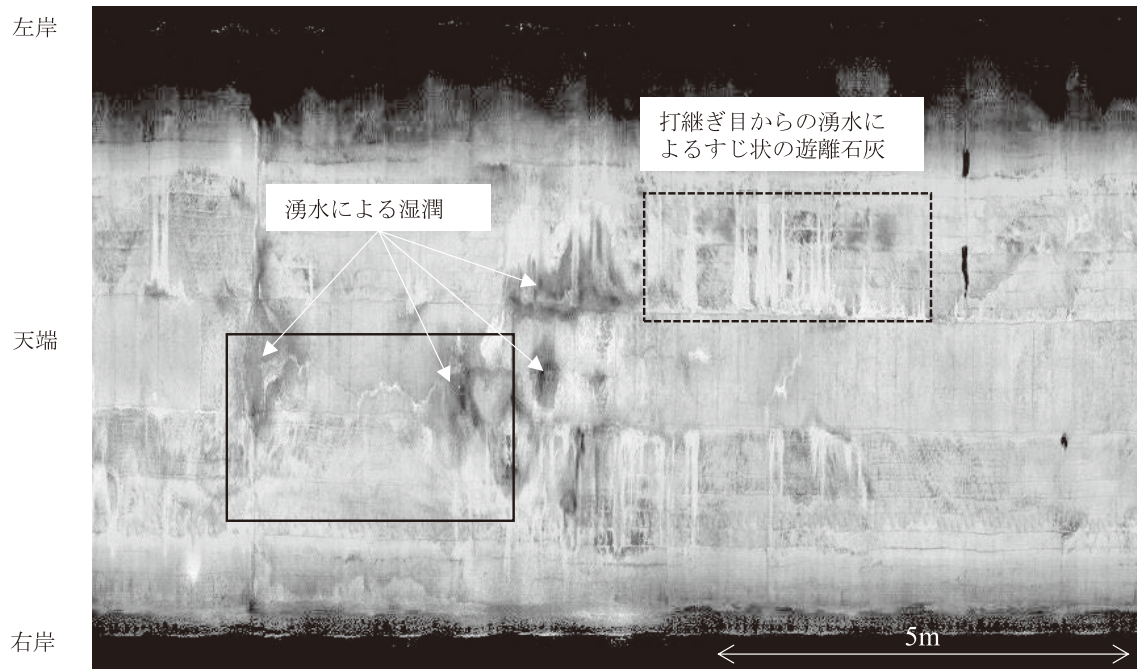 左岸
打継ぎ目からの湧水に
よるすじ状の遊離石灰
湧水による湿潤
天端
右岸
5m